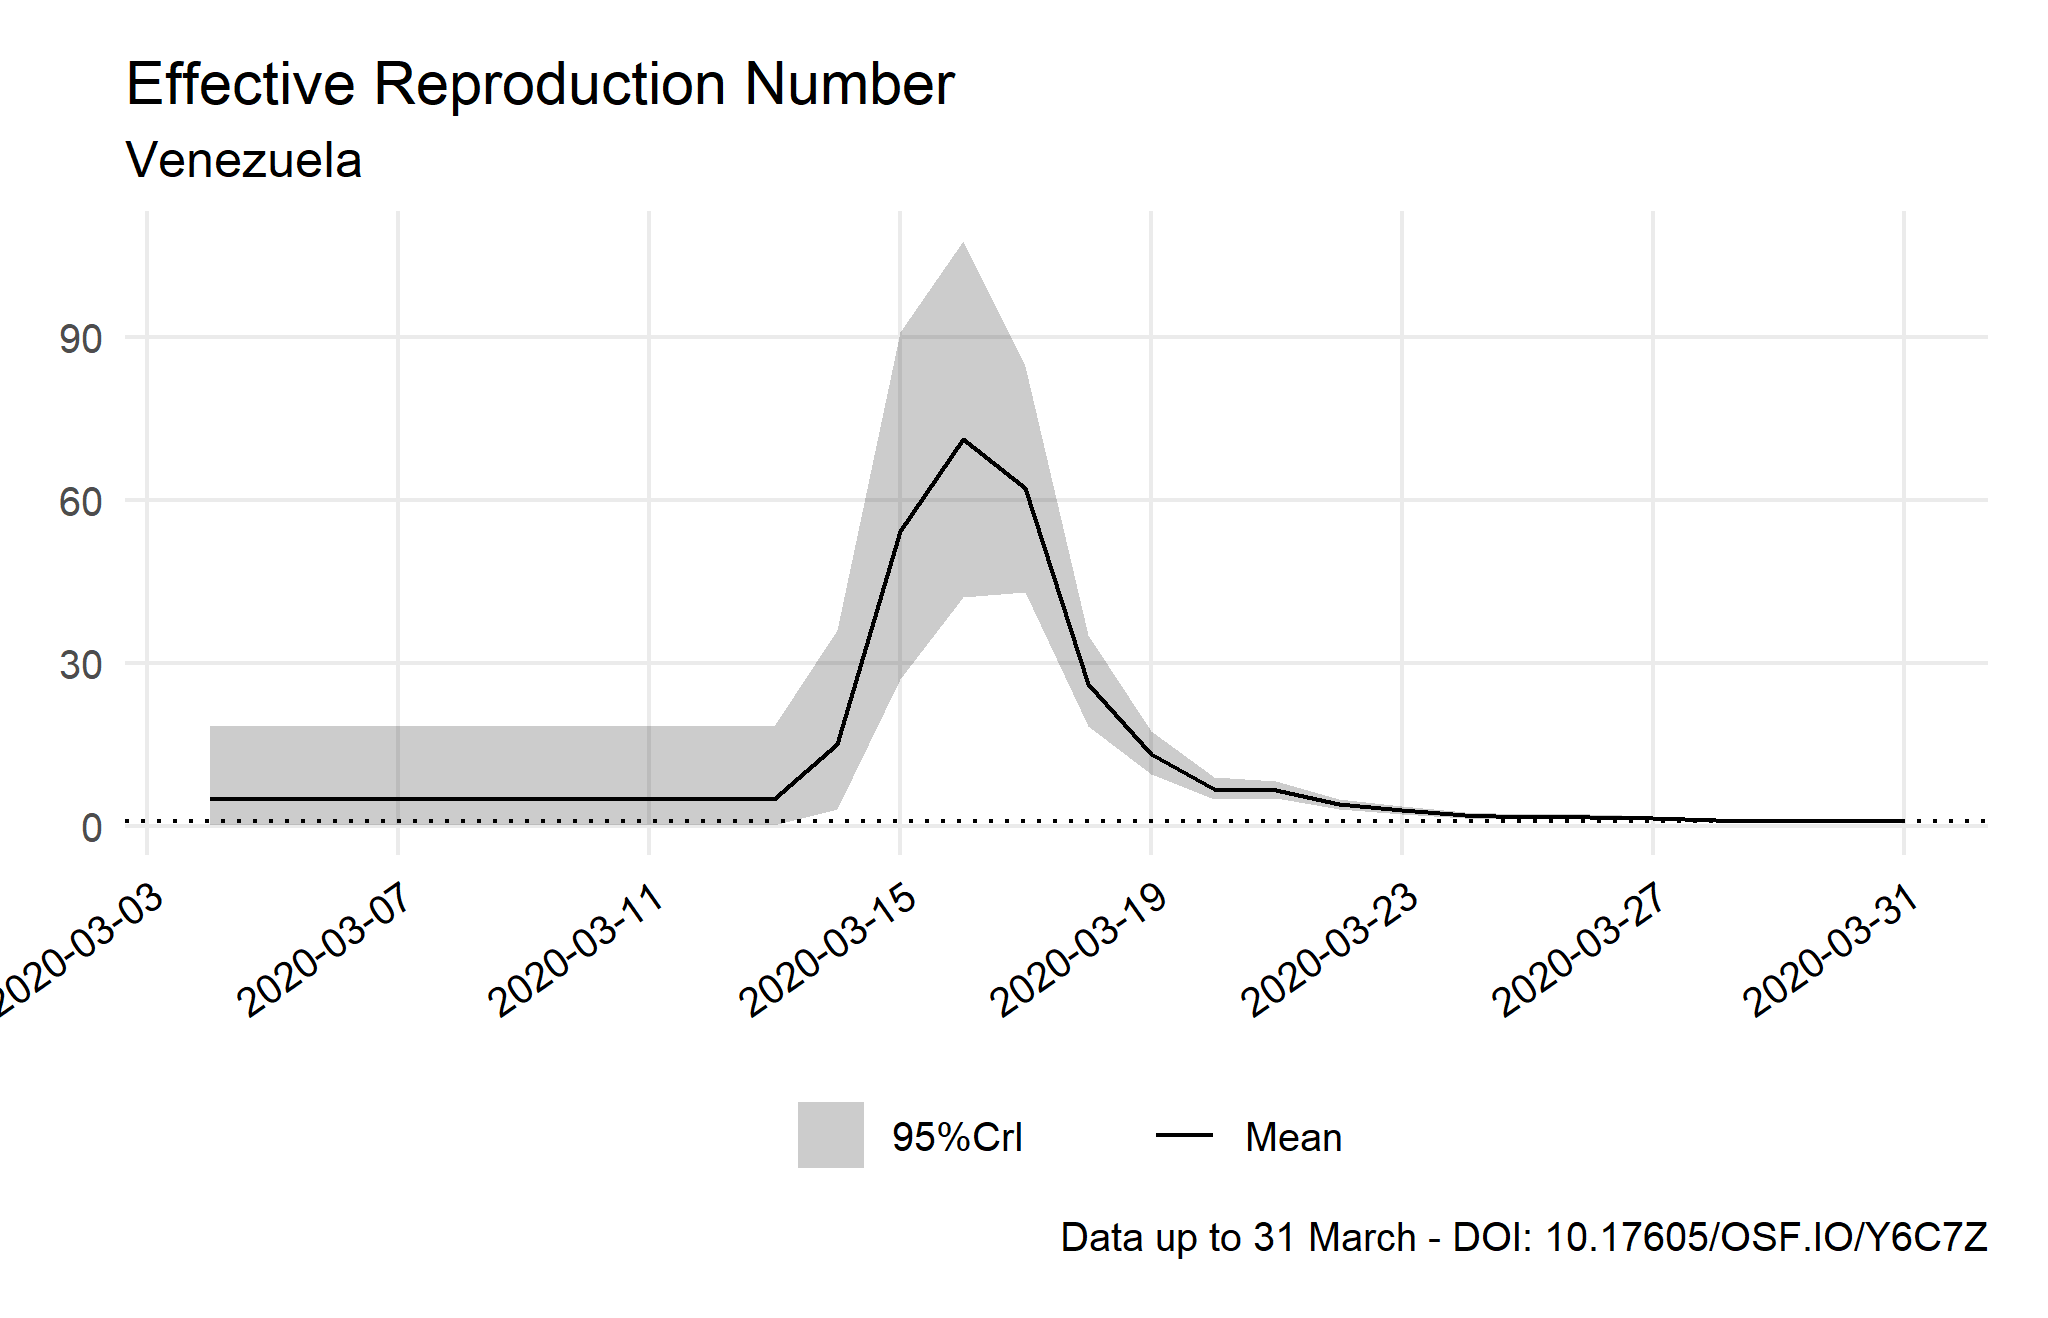 Effective Reproduction Number
Venezuela
90
60
30
0
2020-03-03
2020-03-07
2020-03-11
2020-03-15
2020-03-19
2020-03-23
2020-03-27
2020-03-31
95%CrI
Mean
Data up to 31 March - DOI: 10.17605/OSF.IO/Y6C7Z